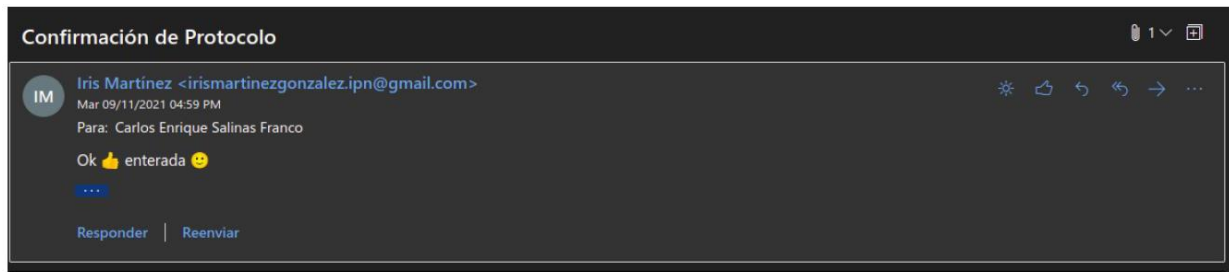 Confirmación de Protocolo
1
IM
Iris Martínez <irismartinezgonzalez.ipn@gmail.com>
Mar 09/11/2021 04:59 PM
Para: Carlos Enrique Salinas Franco
Ok 👍 enterada 🙂
...
Responder | Reenviar